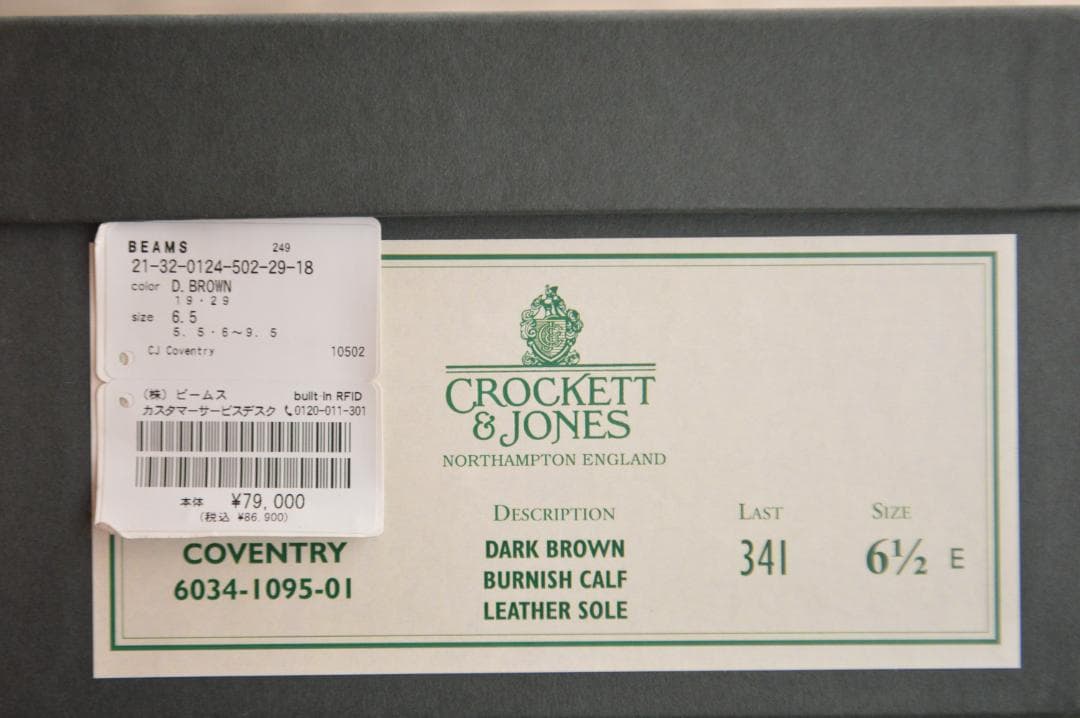 BEAMS 249
21-32-0124-502-29-18
color D. BROWN
19・29
size 6.5
5. 5・6〜9. 5
CJ Coventry 10502
(株) ビームス built-in RFID
カスタマーサービスデスク 0120-011-301
本体 ¥79,000
(税込 ¥86,900)
CROCKETT
& JONES
NORTHAMPTON ENGLAND
DESCRIPTION LAST SIZE
COVENTRY DARK BROWN 341 6½ E
6034-1095-01 BURNISH CALF
LEATHER SOLE